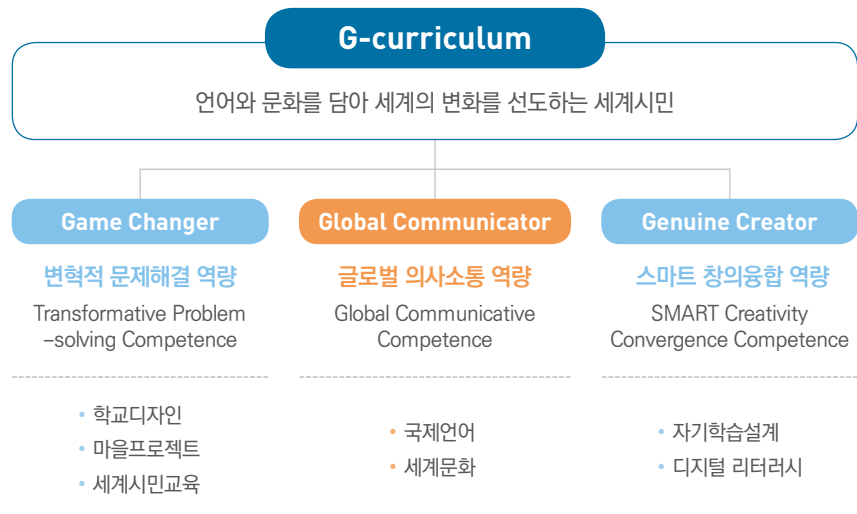 G-curriculum
언어와 문화를 담아 세계의 변화를 선도하는 세계시민
Game Changer
변혁적 문제해결 역량
Transformative Problem
-solving Competence
• 학교디자인
• 마을프로젝트
• 세계시민교육
Global Communicator
글로벌 의사소통 역량
Global Communicative
Competence
• 국제언어
• 세계문화
Genuine Creator
스마트 창의융합 역량
SMART Creativity
Convergence Competence
• 자기학습설계
• 디지털 리터러시